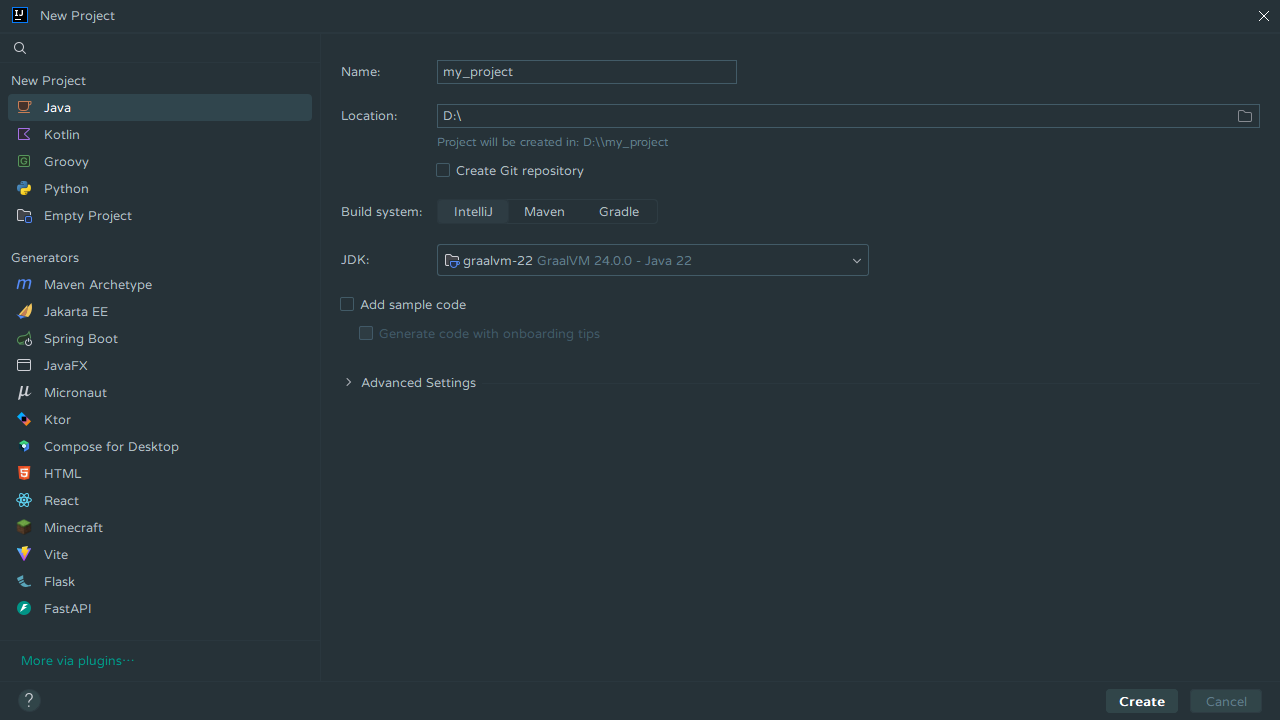 New Project
New Project
Java
Kotlin
Groovy
Python
Empty Project
Generators
Maven Archetype
Jakarta EE
Spring Boot
JavaFX
Micronaut
Ktor
Compose for Desktop
HTML
React
Minecraft
Vite
Flask
FastAPI
More via plugins...
Name: my_project
Location: D:\
Project will be created in: D:\\my_project
Create Git repository
Build system: IntelliJ Maven Gradle
JDK: graalvm-22 GraalVM 24.0.0 - Java 22
Add sample code
Generate code with onboarding tips
Advanced Settings
? Create Cancel